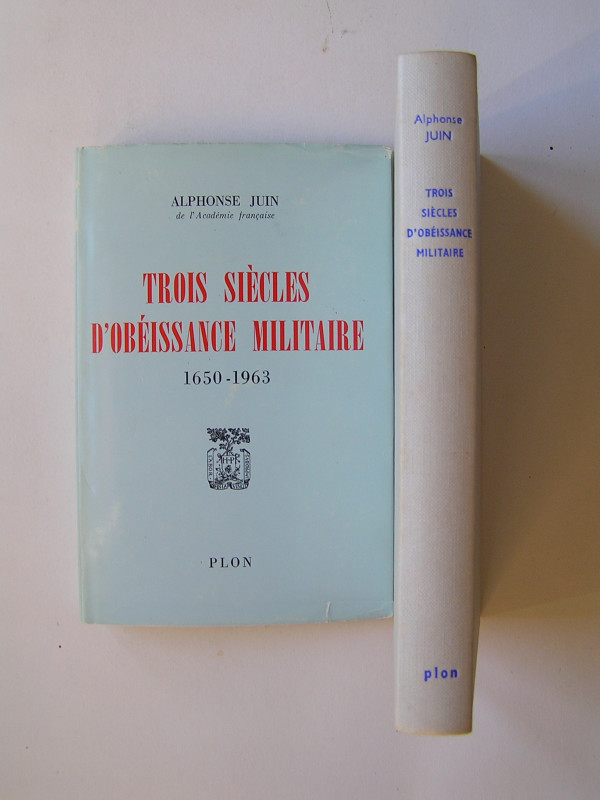 ALPHONSE JUIN
de l'Académie française
TROIS SIÈCLES
D'OBÉISSANCE MILITAIRE
1650-1963
PLON
Alphonse
JUIN
TROIS
SIÈCLES
D'OBÉISSANCE
MILITAIRE
plon